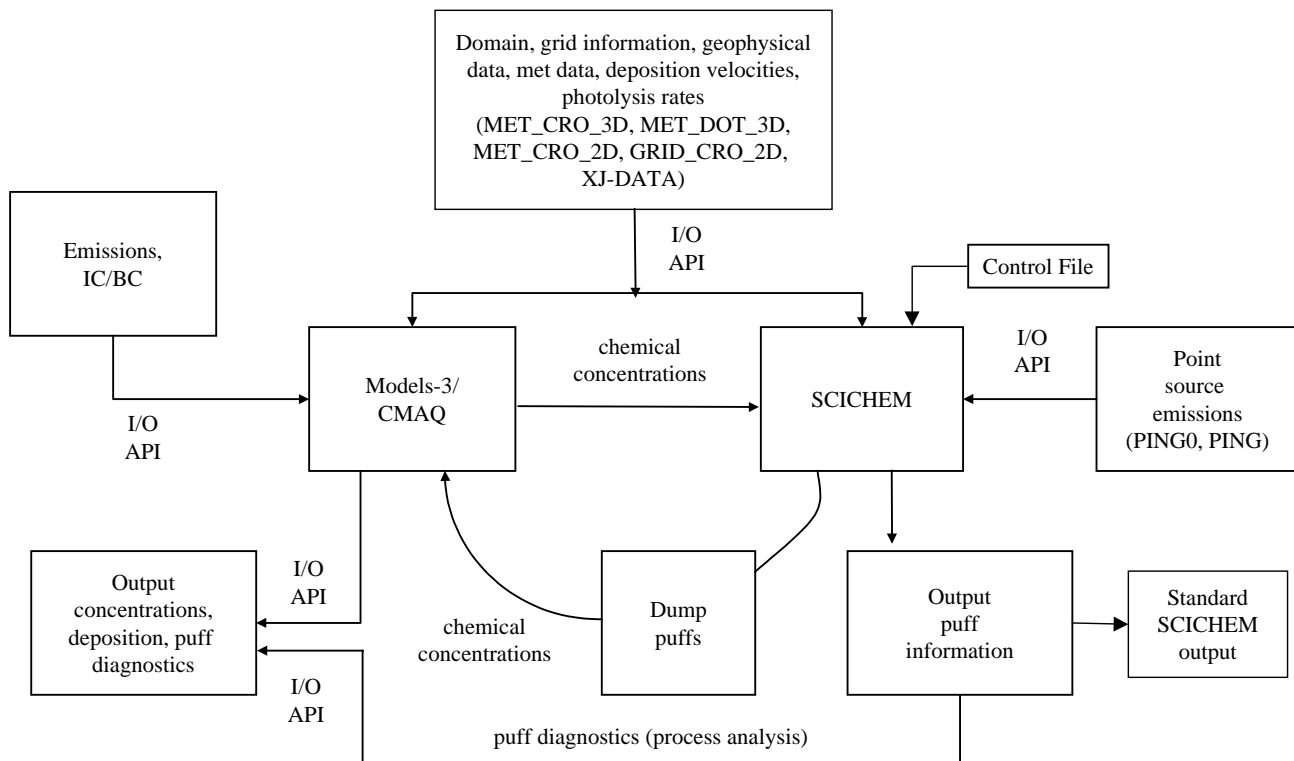 Domain, grid information, geophysical
data, met data, deposition velocities,
photolysis rates
(MET_CRO_3D, MET_DOT_3D,
MET_CRO_2D, GRID_CRO_2D,
XJ-DATA)
I/O
API
Emissions,
IC/BC
Control File
I/O
API
Models-3/
CMAQ
chemical
concentrations
SCICHEM
I/O
API
Point
source
emissions
(PING0, PING)
Output
concentrations,
deposition, puff
diagnostics
I/O
API
I/O
API
chemical
concentrations
Dump
puffs
Output
puff
information
Standard
SCICHEM
output
puff diagnostics (process analysis)